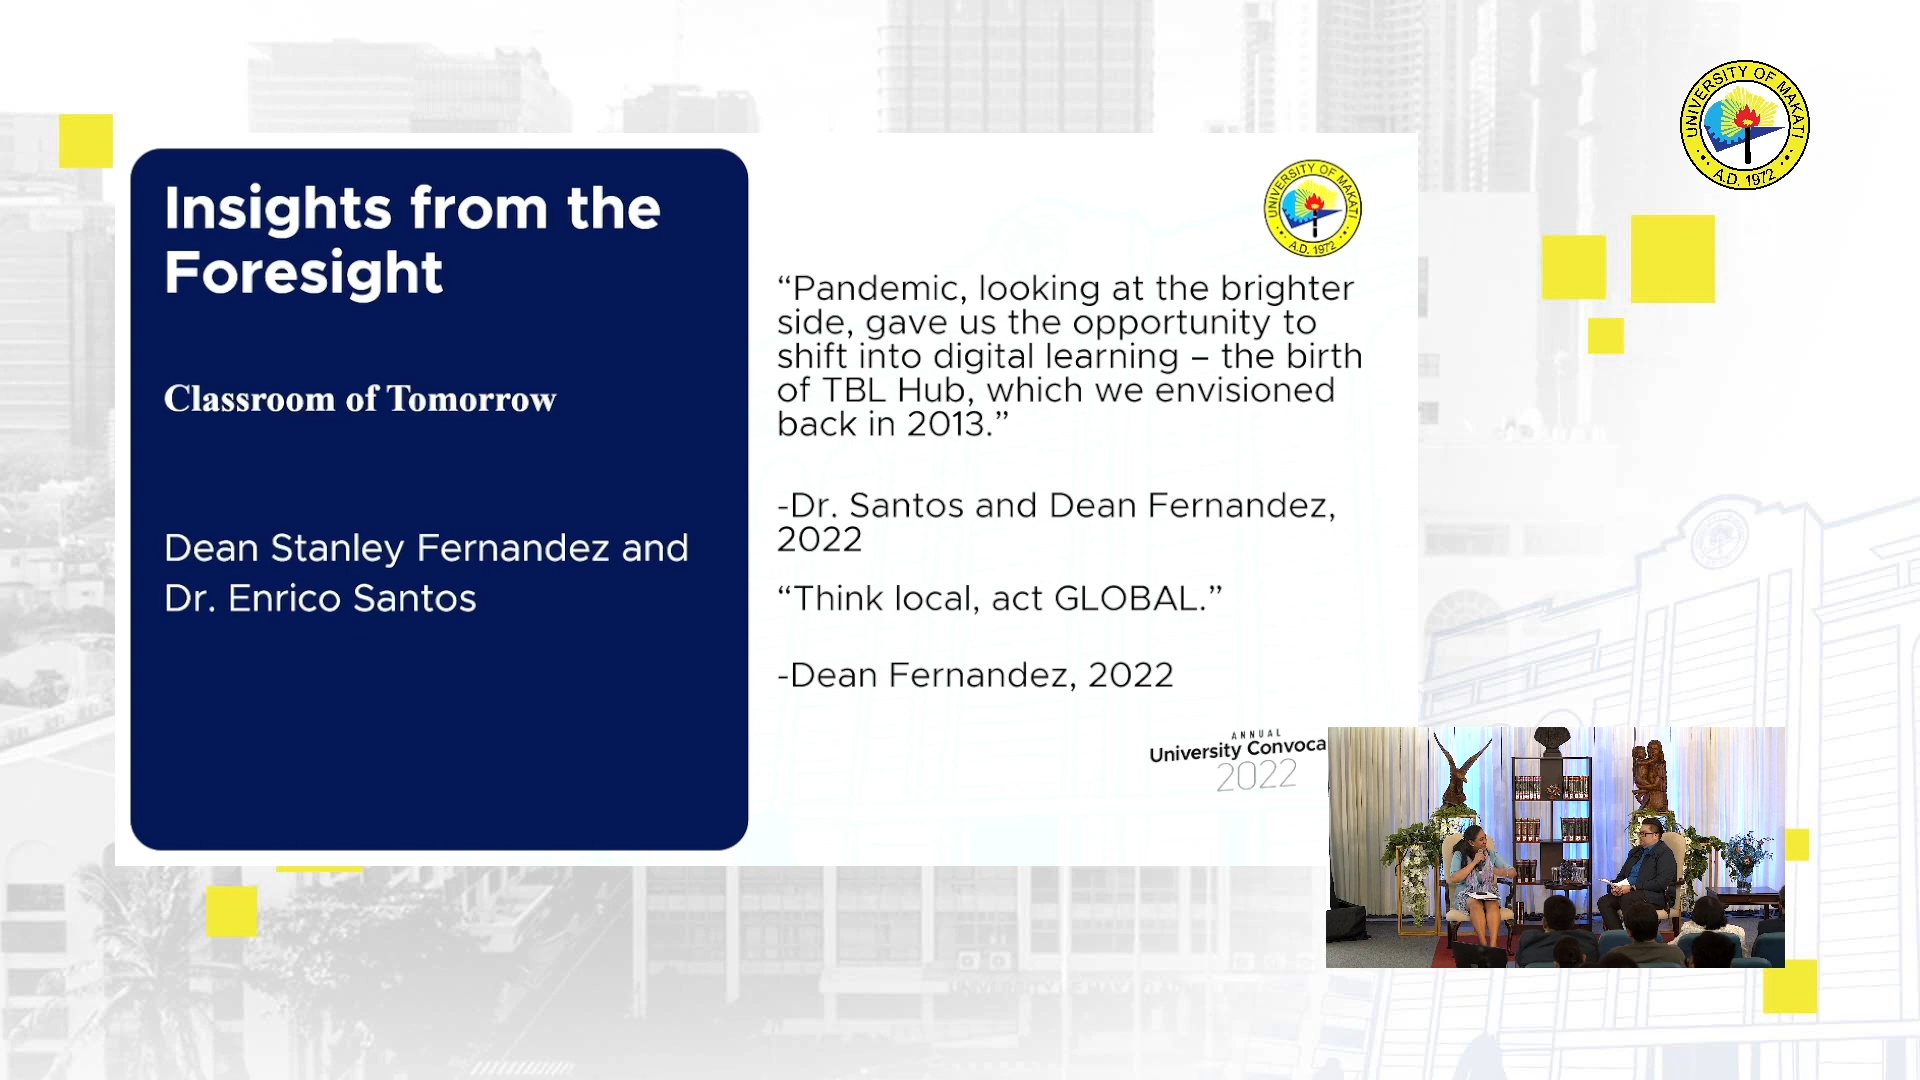 UNIVERSITY OF MAKATI
A.D. 1972
Insights from the
Foresight
Classroom of Tomorrow
Dean Stanley Fernandez and
Dr. Enrico Santos
UNIVERSITY OF MAKATI
A.D. 1972
“Pandemic, looking at the brighter
side, gave us the opportunity to
shift into digital learning – the birth
of TBL Hub, which we envisioned
back in 2013.”
-Dr. Santos and Dean Fernandez,
2022
“Think local, act GLOBAL.”
-Dean Fernandez, 2022
ANNUAL
University Convoca
2022